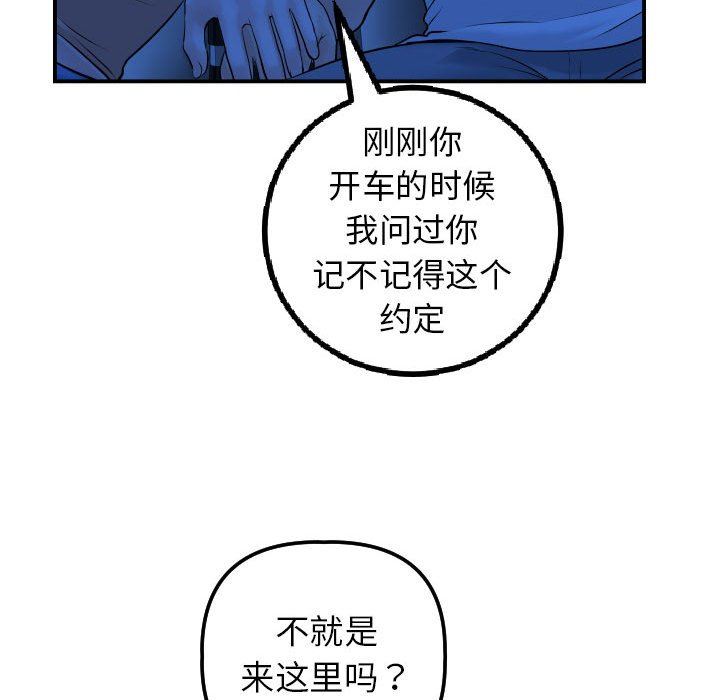 刚刚你
开车的时候
我问过你
记不记得这个
约定
不就是
来这里吗？